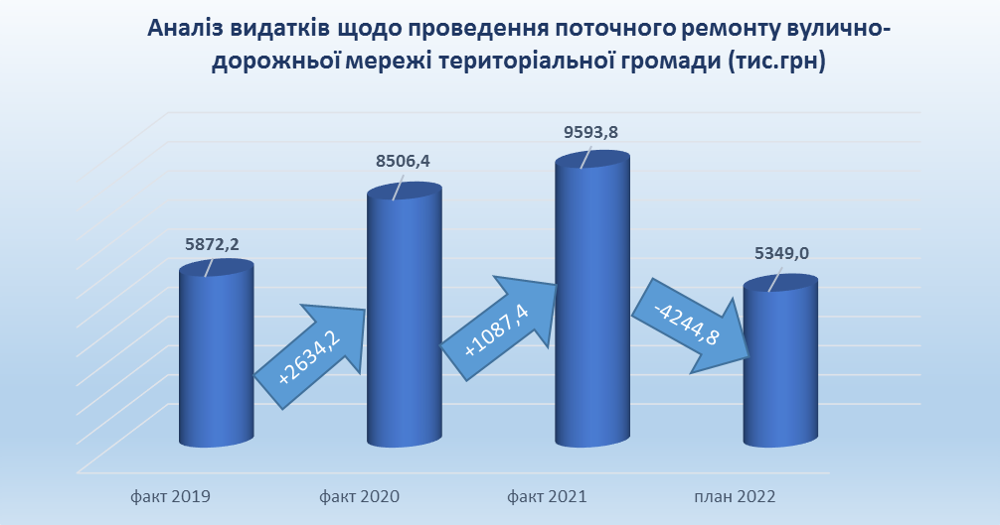 Аналіз видатків щодо проведення поточного ремонту вулично-
дорожньої мережі територіальної громади (тис.грн)
9593,8
8506,4
5872,2
5349,0
+2634,2
+1087,4
-4244,8
факт 2019
факт 2020
факт 2021
план 2022